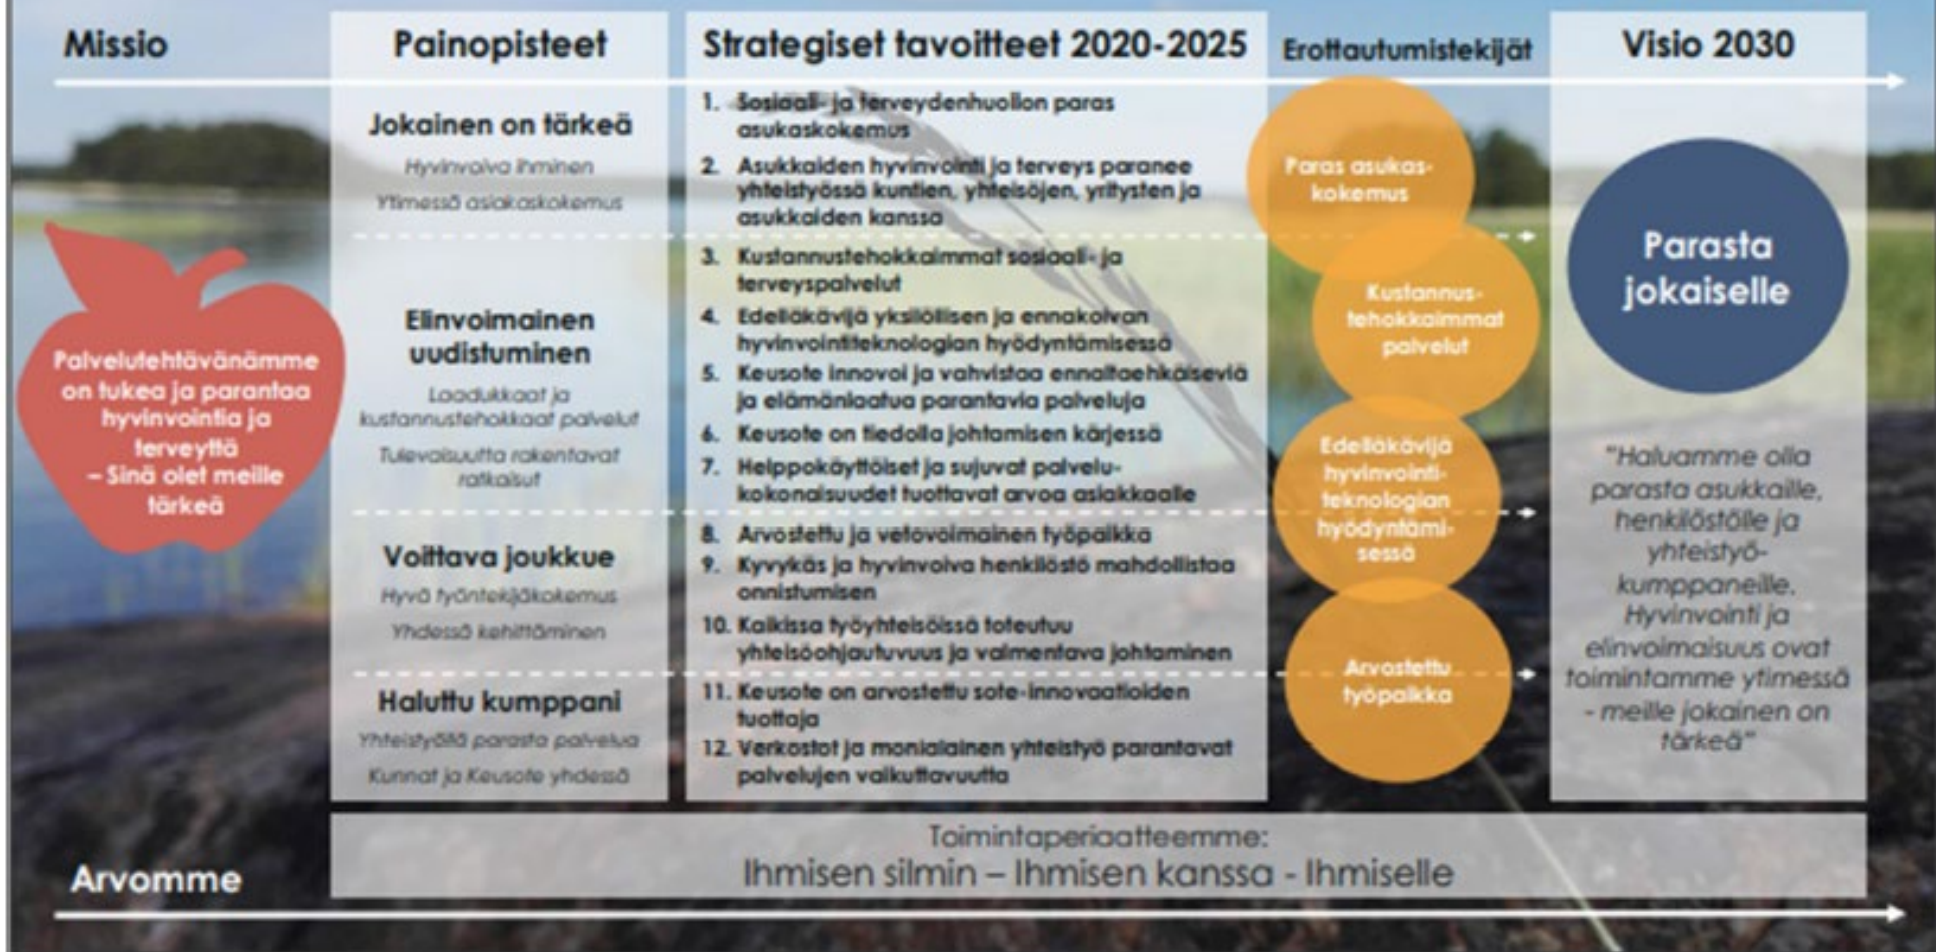 Missio
Painopisteet
Strategiset tavoitteet 2020-2025
Erottautumistekijät
Visio 2030
Palvelutehtävänämme
on tukea ja parantaa
hyvinvointia ja
terveyttä
– Sinä olet meille
tärkeä
Jokainen on tärkeä
Hyvinvoiva ihminen
Ytimessä asiakaskokemus
Elinvoimainen
uudistuminen
Laadukkaat ja
kustannustehokkaat palvelut
Tulevaisuutta rakentavat
ratkaisut
Voittava joukkue
Hyvä työntekijäkokemus
Yhdessä kehittäminen
Haluttu kumppani
Yhteistyöllä parasta palvelua
Kunnat ja Keusote yhdessä
1. Sosiaali- ja terveydenhuollon paras
asukaskokemus
2. Asukkaiden hyvinvointi ja terveys paranee
yhteistyössä kuntien, yhteisöjen, yritysten ja
asukkaiden kanssa
3. Kustannustehokkaimmat sosiaali- ja
terveyspalvelut
4. Edelläkävijä yksilöllisen ja ennakoivan
hyvinvointiteknologian hyödyntämisessä
5. Keusote innovoi ja vahvistaa ennaltaehkäiseviä
ja elämänlaatua parantavia palveluja
6. Keusote on tiedolla johtamisen kärjessä
7. Helppokäyttöiset ja sujuvat palvelu-
kokonaisuudet tuottavat arvoa asiakkaalle
8. Arvostettu ja vetovoimainen työpaikka
9. Kyvykäs ja hyvinvoiva henkilöstö mahdollistaa
onnistumisen
10. Kaikissa työyhteisöissä toteutuu
yhteisöohjautuvuus ja valmentava johtaminen
11. Keusote on arvostettu sote-innovaatioiden
tuottaja
12. Verkostot ja monialainen yhteistyö parantavat
palvelujen vaikuttavuutta
Paras asukas-
kokemus
Kustannus-
tehokkaimmat
palvelut
Edelläkävijä
hyvinvointi-
teknologian
hyödyntämi-
sessä
Arvostettu
työpaikka
Parasta
jokaiselle
"Haluamme olla
parasta asukkaille,
henkilöstölle ja
yhteistyö-
kumppaneille.
Hyvinvointi ja
elinvoimaisuus ovat
toimintamme ytimessä
- meille jokainen on
tärkeä"
Arvomme
Toimintaperiaatteemme:
Ihmisen silmin – Ihmisen kanssa - Ihmiselle